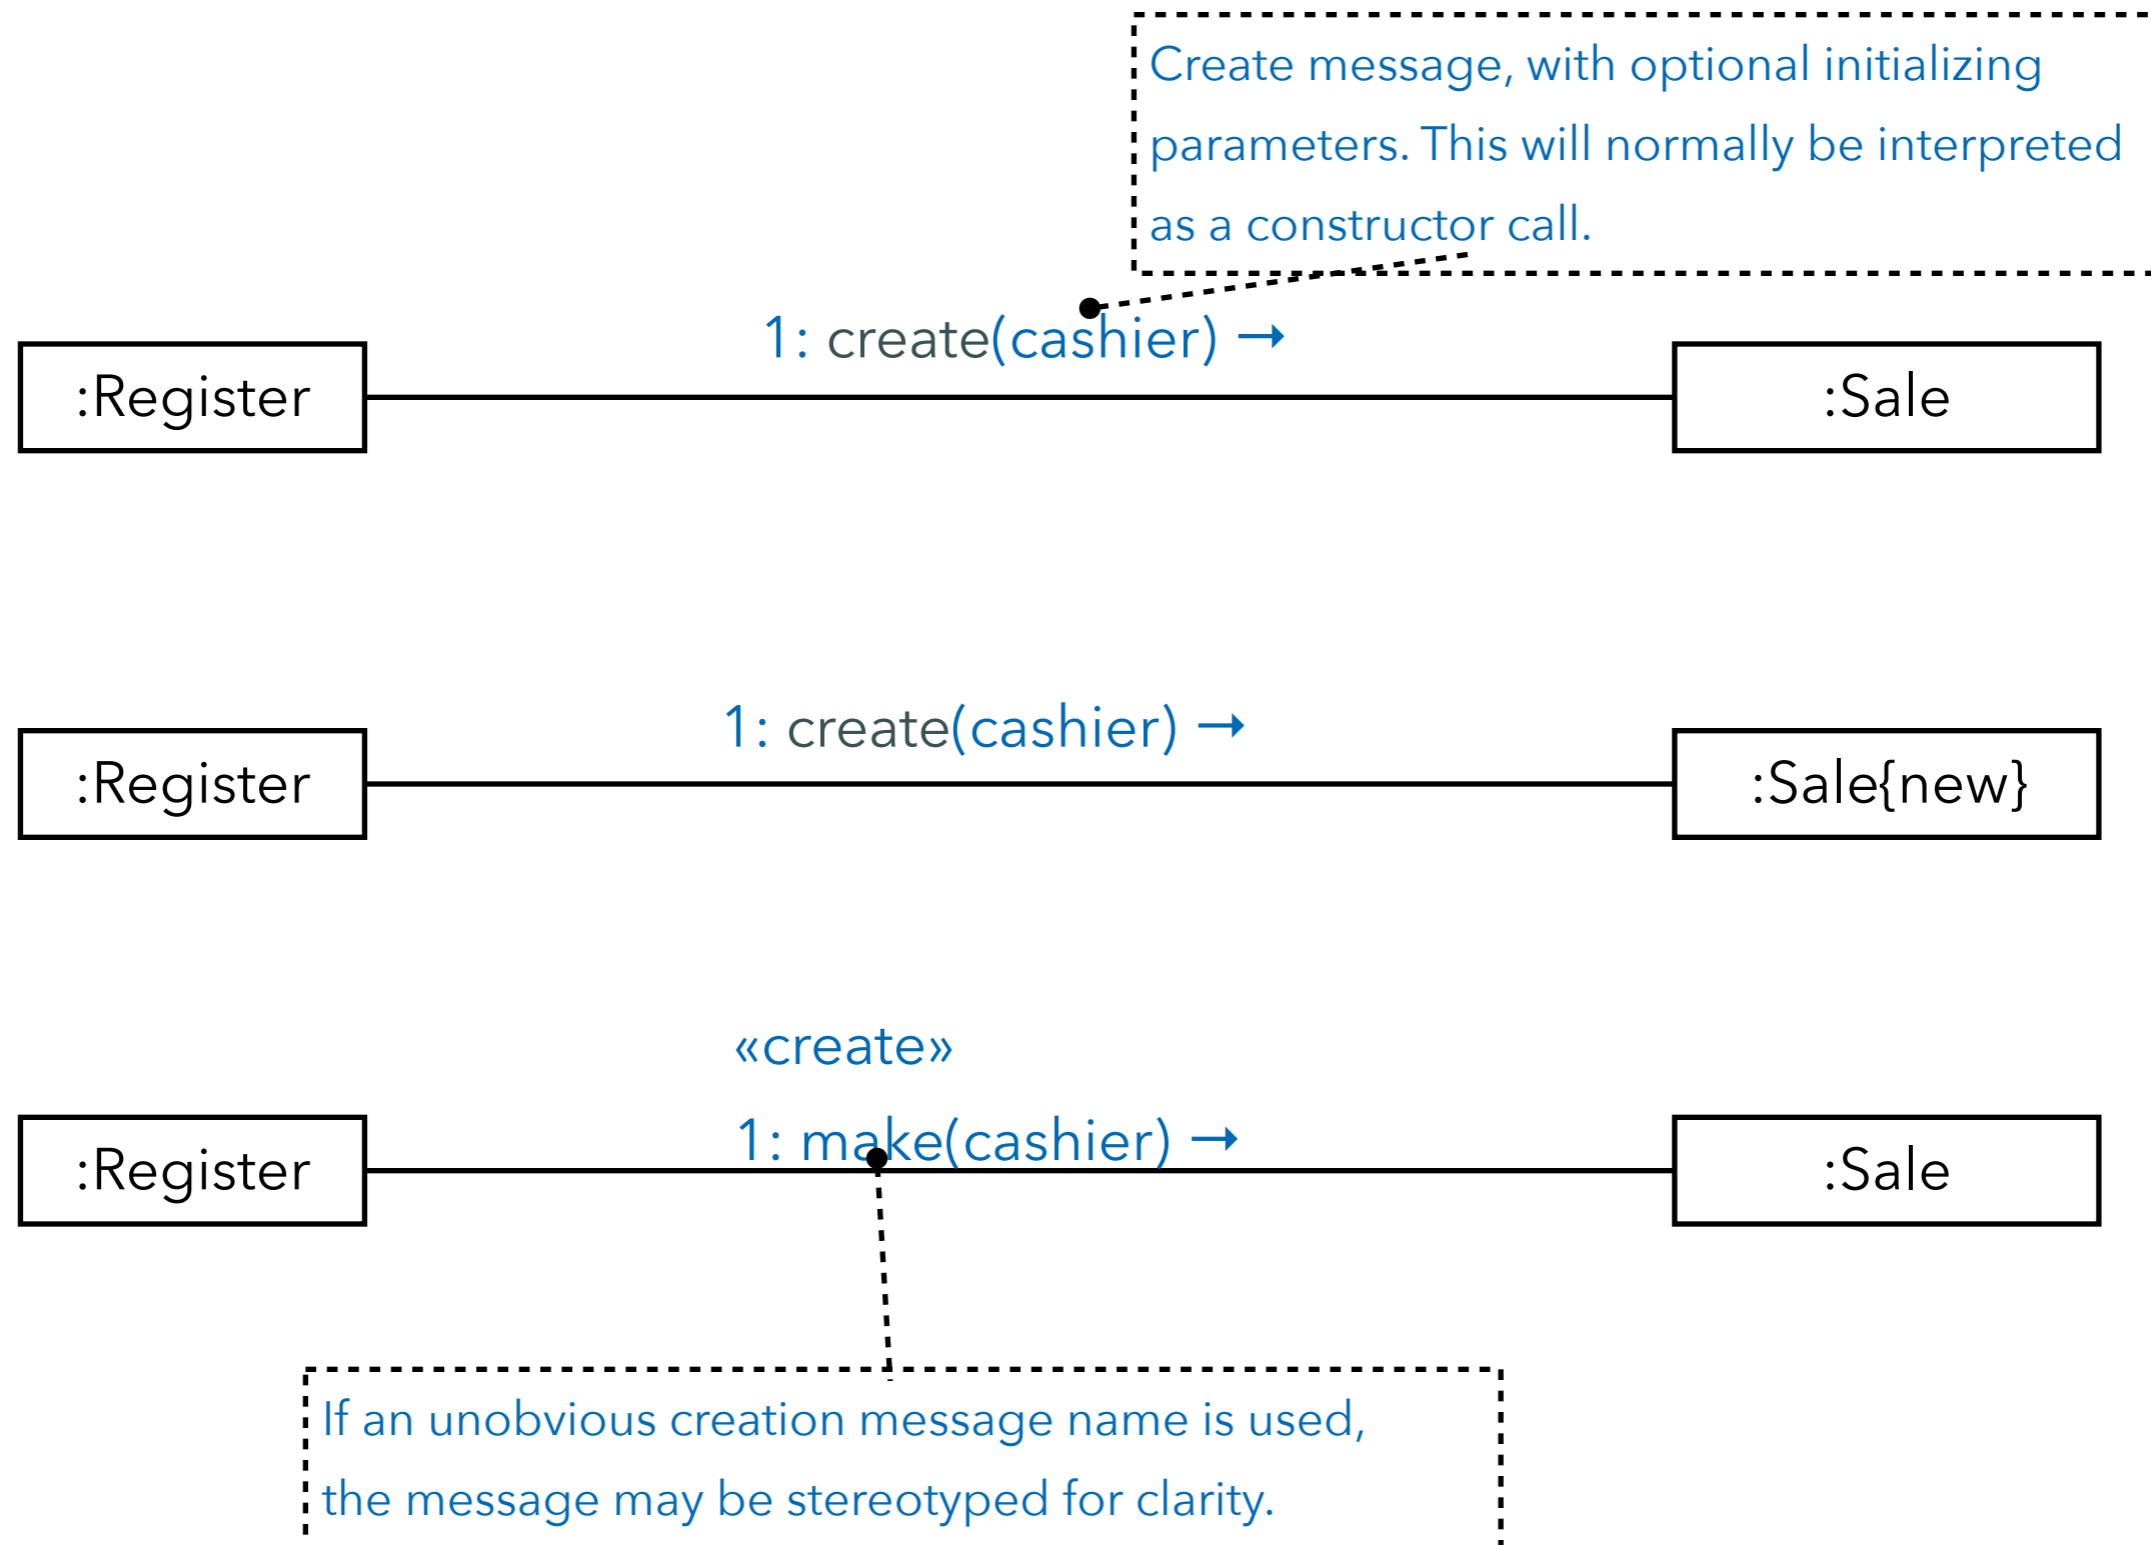 Create message, with optional initializing
parameters. This will normally be interpreted
as a constructor call.
1: create(cashier) →
:Register
:Sale
1: create(cashier) →
:Register
:Sale{new}
«create»
1: make(cashier) →
:Register
:Sale
If an unobvious creation message name is used,
the message may be stereotyped for clarity.